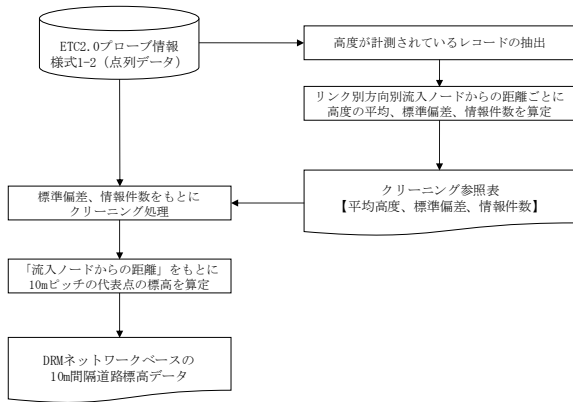 ETC2.0プローブ情報
様式1-2（点列データ）
高度が計測されているレコードの抽出
リンク別方向別流入ノードからの距離ごとに
高度の平均、標準偏差、情報件数を算定
クリーニング参照表
【平均高度、標準偏差、情報件数】
標準偏差、情報件数をもとに
クリーニング処理
「流入ノードからの距離」をもとに
10mピッチの代表点の標高を算定
DRMネットワークベースの
10m間隔道路標高データ